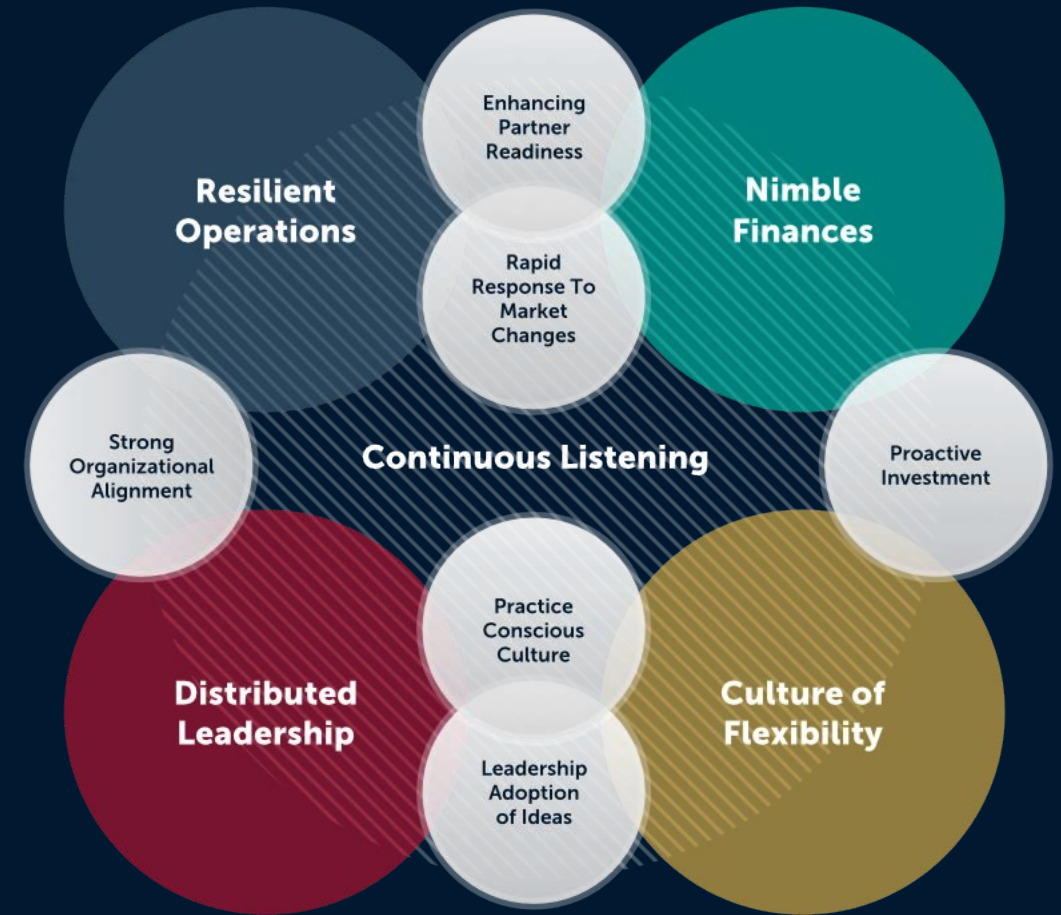 Enhancing
Partner
Readiness
Resilient
Operations
Nimble
Finances
Rapid
Response To
Market
Changes
Strong
Organizational
Alignment
Continuous Listening
Proactive
Investment
Practice
Conscious
Culture
Distributed
Leadership
Culture of
Flexibility
Leadership
Adoption
of Ideas